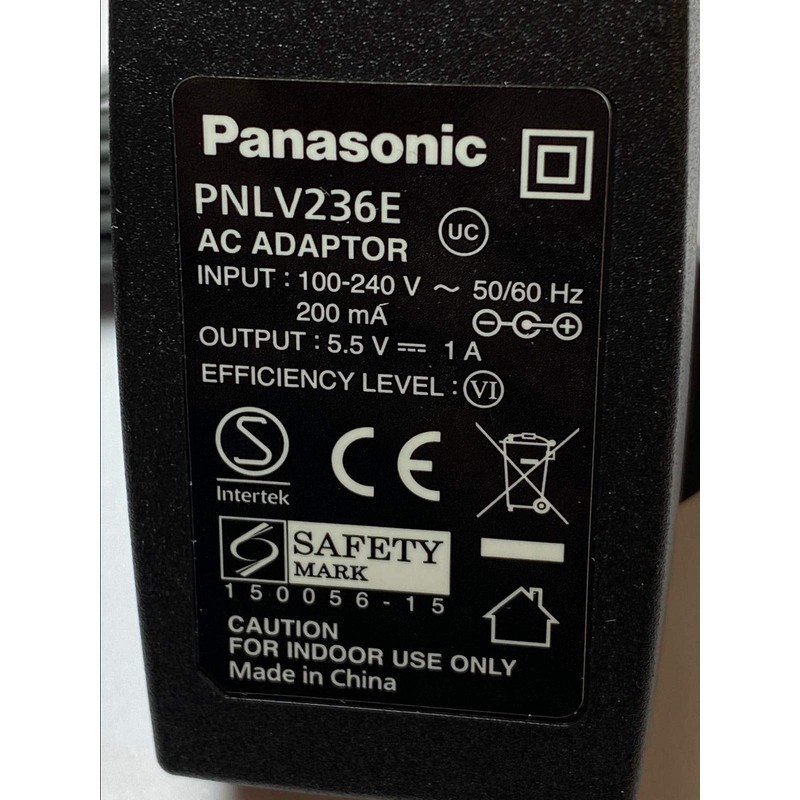 Panasonic
PNLV236E
UC
AC ADAPTOR
INPUT : 100-240 V ~ 50/60 Hz
200 mA
OUTPUT : 5.5 V ⎓ 1 A
EFFICIENCY LEVEL : VI
S
Intertek
CE
SAFETY
MARK
150056-15
CAUTION
FOR INDOOR USE ONLY
Made in China